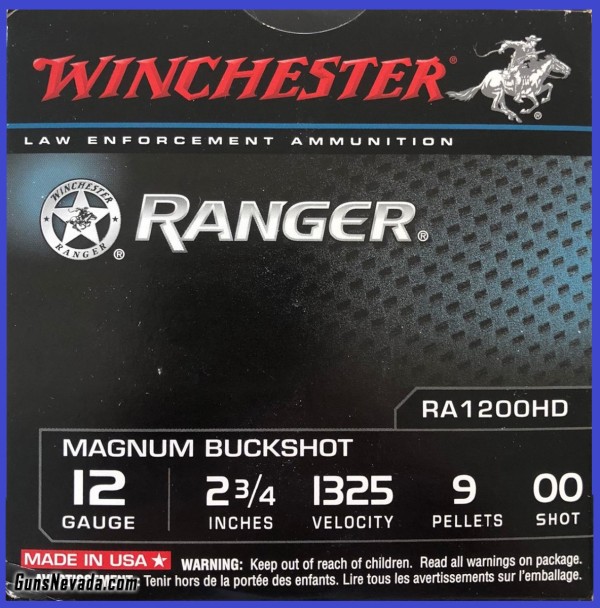 WINCHESTER®
LAW ENFORCEMENT AMMUNITION
WINCHESTER
RANGER
®
RANGER®
RA1200HD
MAGNUM BUCKSHOT
12 2 3/4 1325 9 00
GAUGE INCHES VELOCITY PELLETS SHOT
MADE IN USA ★ WARNING: Keep out of reach of children. Read all warnings on package.
Tenir hors de la portée des enfants. Lire tous les avertissements sur l'emballage.
GunsNevada.com